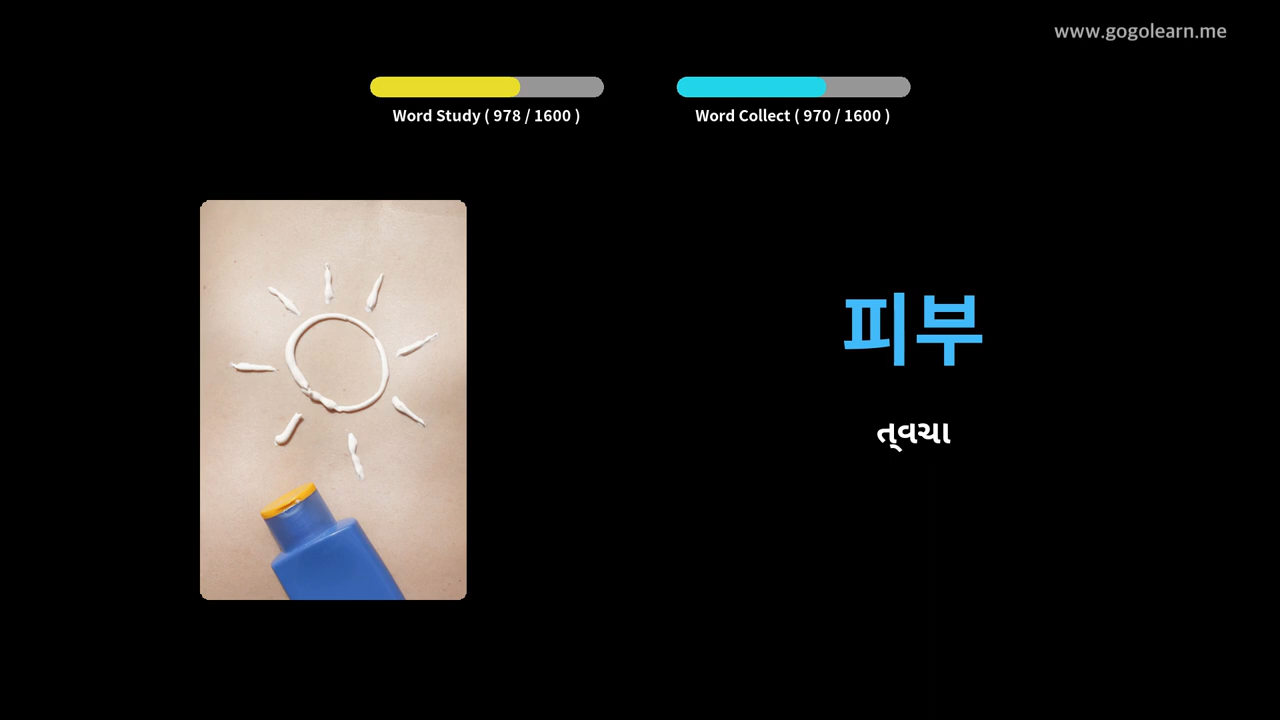 www.gogolearn.me
Word Study ( 978 / 1600 )
Word Collect ( 970 / 1600 )
피부
ત્વચા